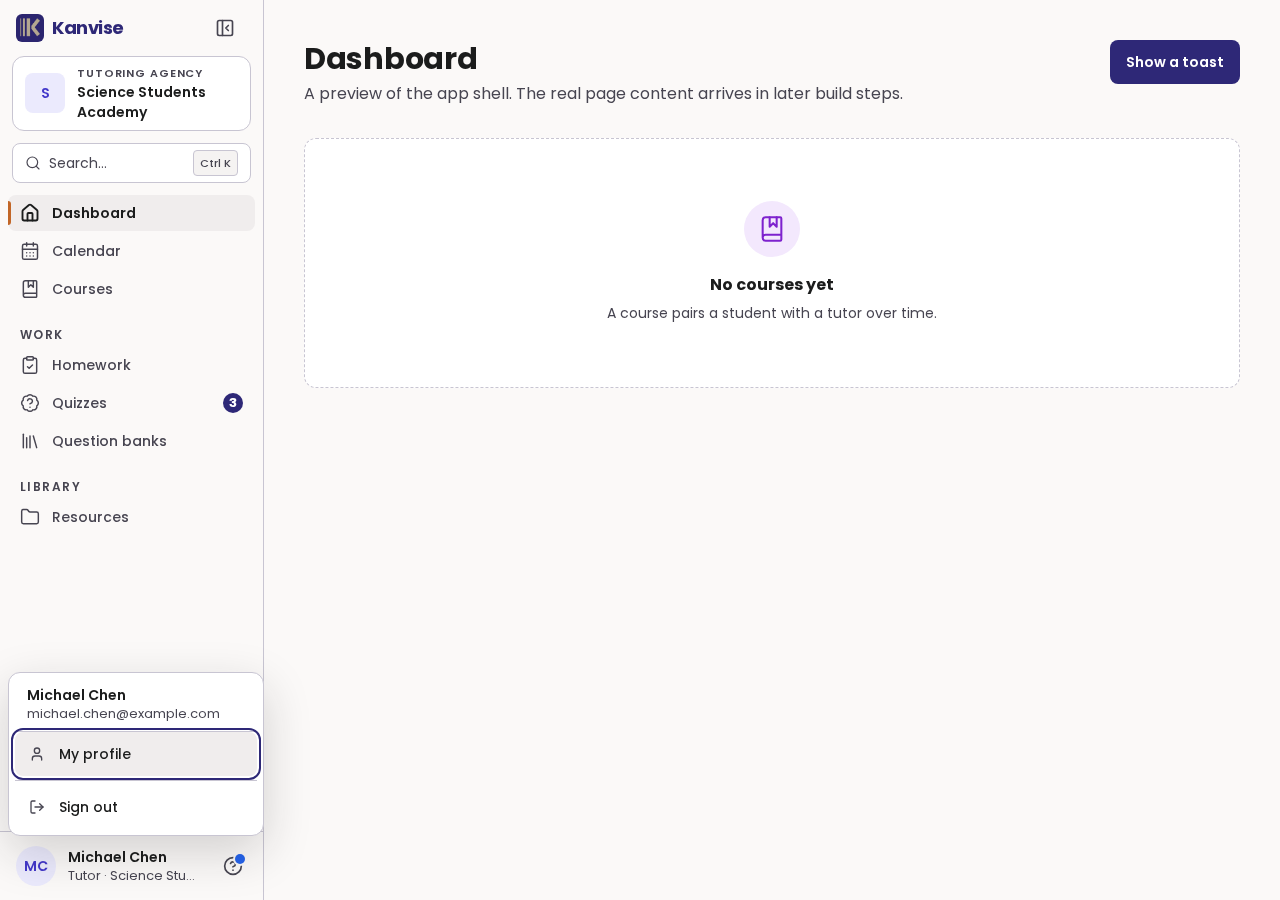 Kanvise
TUTORING AGENCY
S
Science Students
Academy
Search...
Ctrl K
Dashboard
Calendar
Courses
WORK
Homework
Quizzes
3
Question banks
LIBRARY
Resources
Michael Chen
michael.chen@example.com
My profile
Sign out
MC
Michael Chen
Tutor · Science Stu...
Dashboard
A preview of the app shell. The real page content arrives in later build steps.
Show a toast
No courses yet
A course pairs a student with a tutor over time.